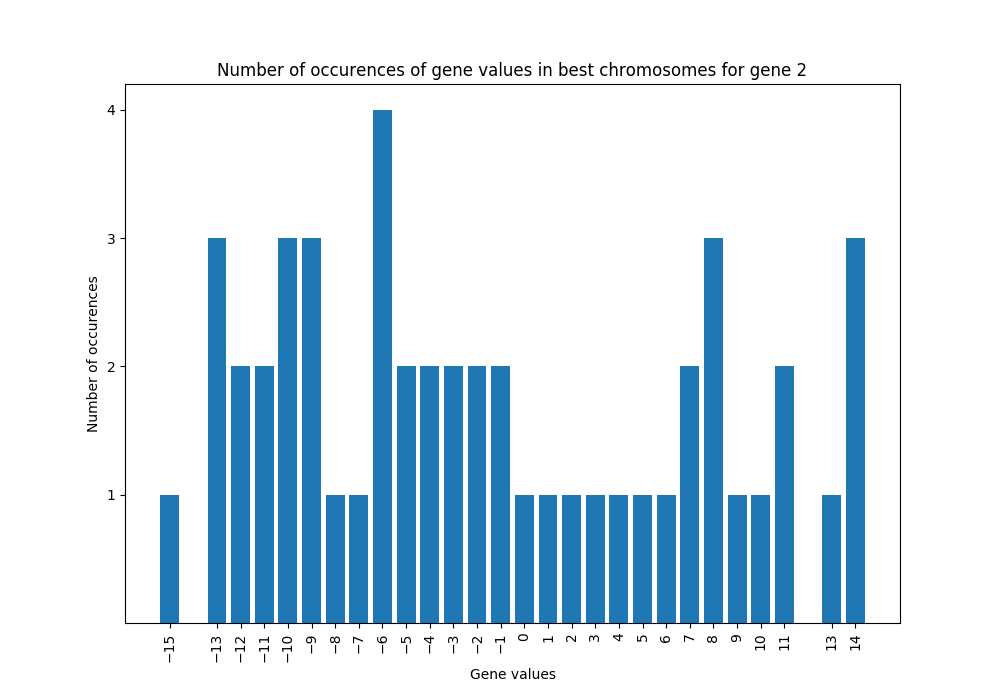 Number of occurences of gene values in best chromosomes for gene 2
4
3
2
1
Number of occurences
−15 −13 −12 −11 −10 −9 −8 −7 −6 −5 −4 −3 −2 −1 0 1 2 3 4 5 6 7 8 9 10 11 13 14
Gene values